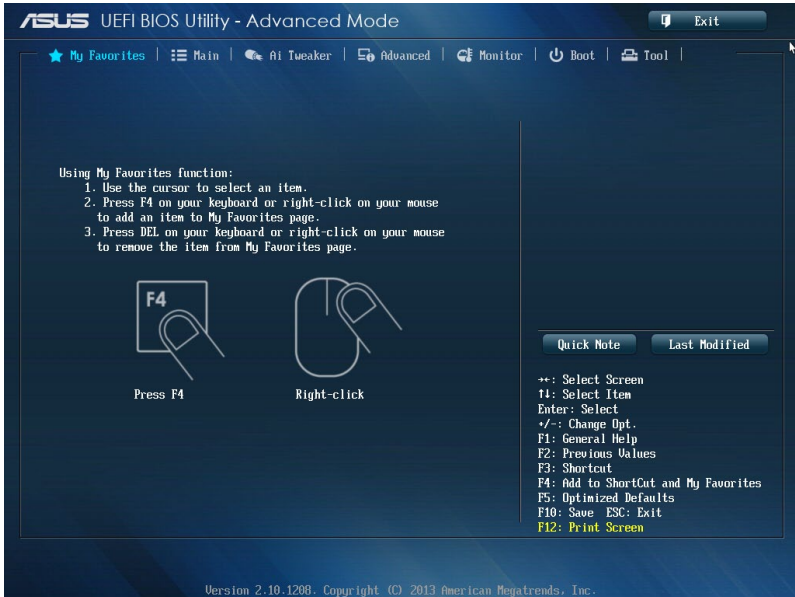 ASUS UEFI BIOS Utility - Advanced Mode
Exit
My Favorites | Main | Ai Tweaker | Advanced | Monitor | Boot | Tool |
Using My Favorites function:
1. Use the cursor to select an item.
2. Press F4 on your keyboard or right-click on your mouse
to add an item to My Favorites page.
3. Press DEL on your keyboard or right-click on your mouse
to remove the item from My Favorites page.
F4
Press F4
Right-click
Quick Note
Last Modified
→←: Select Screen
↑↓: Select Item
Enter: Select
+/-: Change Opt.
F1: General Help
F2: Previous Values
F3: Shortcut
F4: Add to ShortCut and My Favorites
F5: Optimized Defaults
F10: Save ESC: Exit
F12: Print Screen
Version 2.10.1208. Copyright (C) 2013 American Megatrends, Inc.